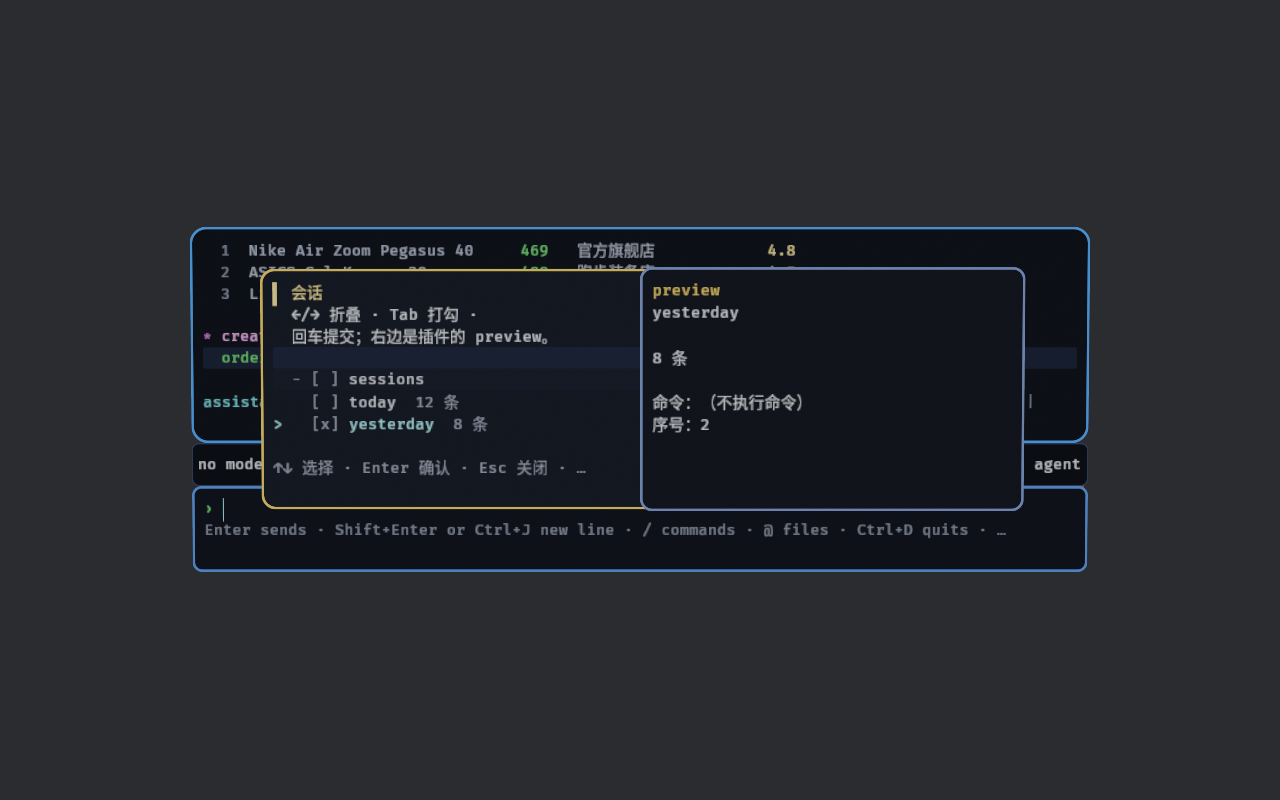 1 Nike Air Zoom Pegasus 40 469 官方旗舰店 4.8
2
3 L
* crea
orde
assist
会话
←/→ 折叠 · Tab 打勾 ·
回车提交；右边是插件的 preview。
- [ ] sessions
[ ] today 12 条
> [x] yesterday 8 条
↑↓ 选择 · Enter 确认 · Esc 关闭 · …
preview
yesterday
8 条
命令：（不执行命令）
序号：2
no mode
agent
›
Enter sends · Shift+Enter or Ctrl+J new line · / commands · @ files · Ctrl+D quits · …